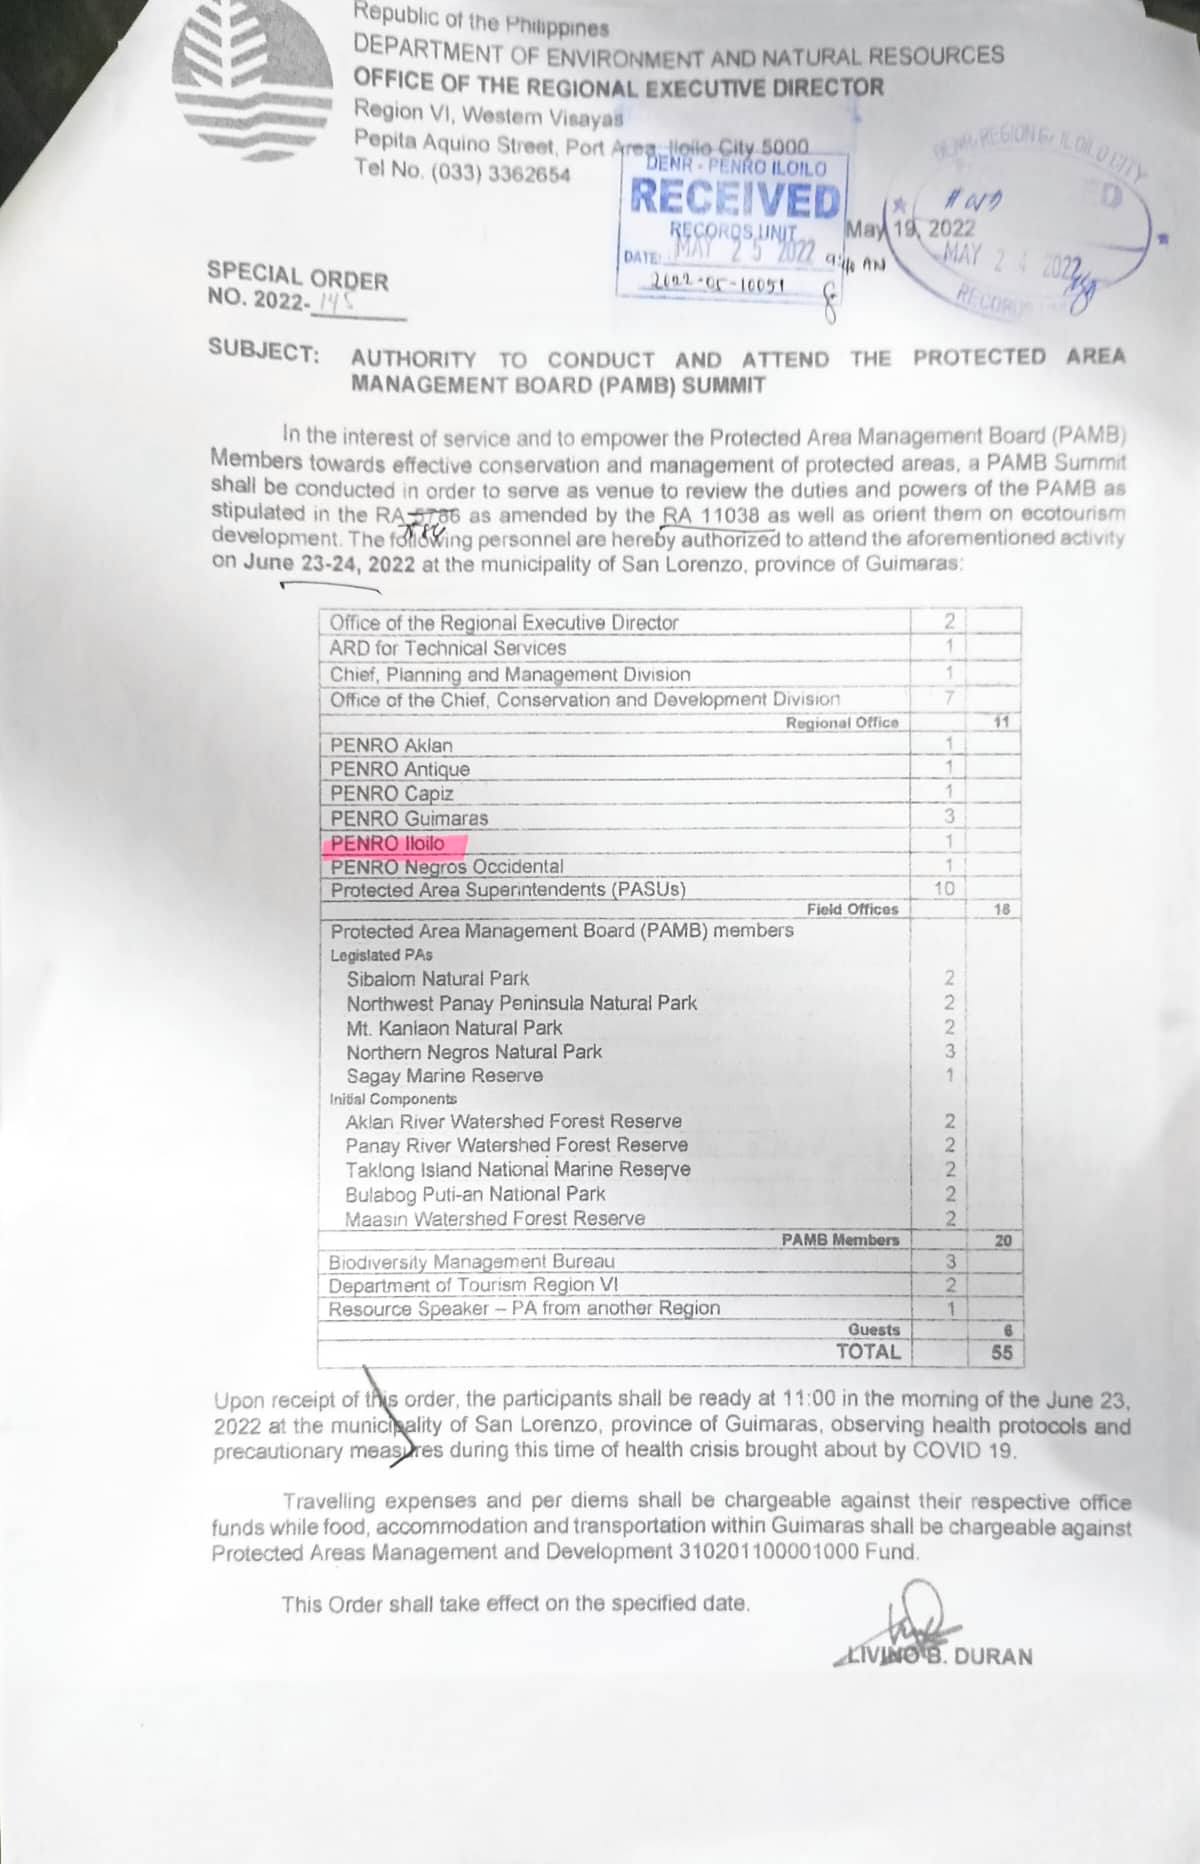 Republic of the Philippines
DEPARTMENT OF ENVIRONMENT AND NATURAL RESOURCES
OFFICE OF THE REGIONAL EXECUTIVE DIRECTOR
Region VI, Western Visayas
Pepita Aquino Street, Port Area, Iloilo City 5000
Tel No. (033) 3362654
DENR - PENRO ILOILO
RECEIVED
RECORDS UNIT
DATE: MAY 25 2022 9:40 AM
2022-05-10051
DENR REGION 6, ILOILO CITY
MAY 24 2022
RECORDS
May 19, 2022
SPECIAL ORDER
NO. 2022-145
SUBJECT: AUTHORITY TO CONDUCT AND ATTEND THE PROTECTED AREA
MANAGEMENT BOARD (PAMB) SUMMIT
In the interest of service and to empower the Protected Area Management Board (PAMB)
Members towards effective conservation and management of protected areas, a PAMB Summit
shall be conducted in order to serve as venue to review the duties and powers of the PAMB as
stipulated in the RA 5786 as amended by the RA 11038 as well as orient them on ecotourism
development. The following personnel are hereby authorized to attend the aforementioned activity
on June 23-24, 2022 at the municipality of San Lorenzo, province of Guimaras:
Office of the Regional Executive Director 2
ARD for Technical Services 1
Chief, Planning and Management Division 1
Office of the Chief, Conservation and Development Division 7
Regional Office 11
PENRO Aklan 1
PENRO Antique 1
PENRO Capiz 1
PENRO Guimaras 3
PENRO Iloilo 1
PENRO Negros Occidental 1
Protected Area Superintendents (PASUs) 10
Field Offices 18
Protected Area Management Board (PAMB) members
Legislated PAs
Sibalom Natural Park 2
Northwest Panay Peninsula Natural Park 2
Mt. Kanlaon Natural Park 2
Northern Negros Natural Park 3
Sagay Marine Reserve 1
Initial Components
Aklan River Watershed Forest Reserve 2
Panay River Watershed Forest Reserve 2
Taklong Island National Marine Reserve 2
Bulabog Puti-an National Park 2
Maasin Watershed Forest Reserve 2
PAMB Members 20
Biodiversity Management Bureau 3
Department of Tourism Region VI 2
Resource Speaker – PA from another Region 1
Guests 6
TOTAL 55
Upon receipt of this order, the participants shall be ready at 11:00 in the morning of the June 23,
2022 at the municipality of San Lorenzo, province of Guimaras, observing health protocols and
precautionary measures during this time of health crisis brought about by COVID 19.
Travelling expenses and per diems shall be chargeable against their respective office
funds while food, accommodation and transportation within Guimaras shall be chargeable against
Protected Areas Management and Development 310201100001000 Fund.
This Order shall take effect on the specified date.
LIVINO B. DURAN